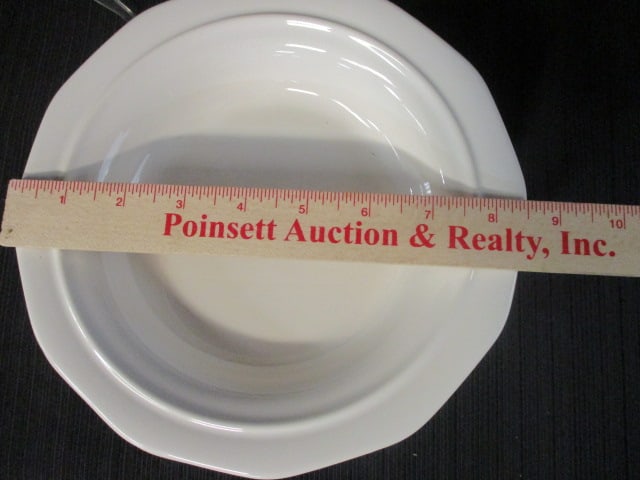 1 2 3 4 5 6 7 8 9 10
Poinsett Auction & Realty, Inc.